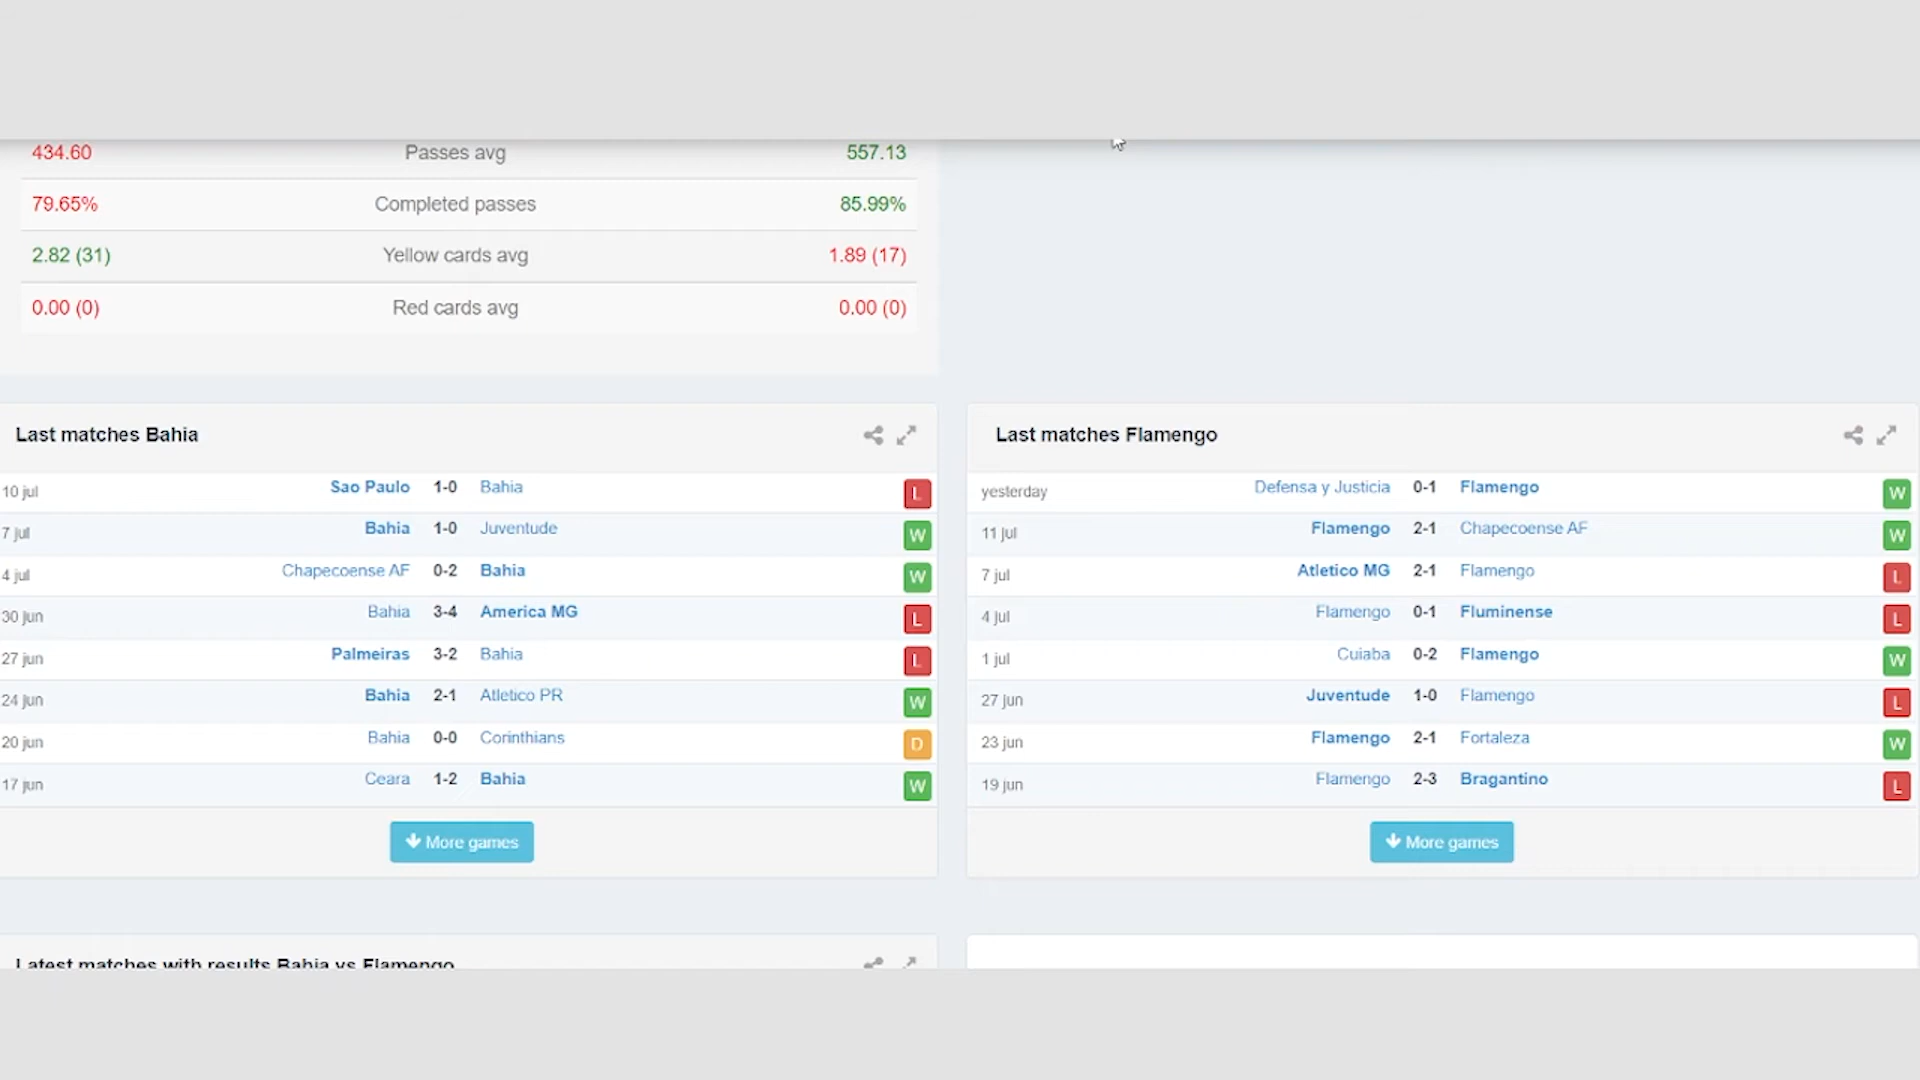 434.60 Passes avg 557.13
79.65% Completed passes 85.99%
2.82 (31) Yellow cards avg 1.89 (17)
0.00 (0) Red cards avg 0.00 (0)
Last matches Bahia
10 jul Sao Paulo 1-0 Bahia L
7 jul Bahia 1-0 Juventude W
4 jul Chapecoense AF 0-2 Bahia W
30 jun Bahia 3-4 America MG L
27 jun Palmeiras 3-2 Bahia L
24 jun Bahia 2-1 Atletico PR W
20 jun Bahia 0-0 Corinthians D
17 jun Ceara 1-2 Bahia W
More games
Last matches Flamengo
yesterday Defensa y Justicia 0-1 Flamengo W
11 jul Flamengo 2-1 Chapecoense AF W
7 jul Atletico MG 2-1 Flamengo L
4 jul Flamengo 0-1 Fluminense L
1 jul Cuiaba 0-2 Flamengo W
27 jun Juventude 1-0 Flamengo L
23 jun Flamengo 2-1 Fortaleza W
19 jun Flamengo 2-3 Bragantino L
More games
Latest matches with results Bahia vs Flamengo